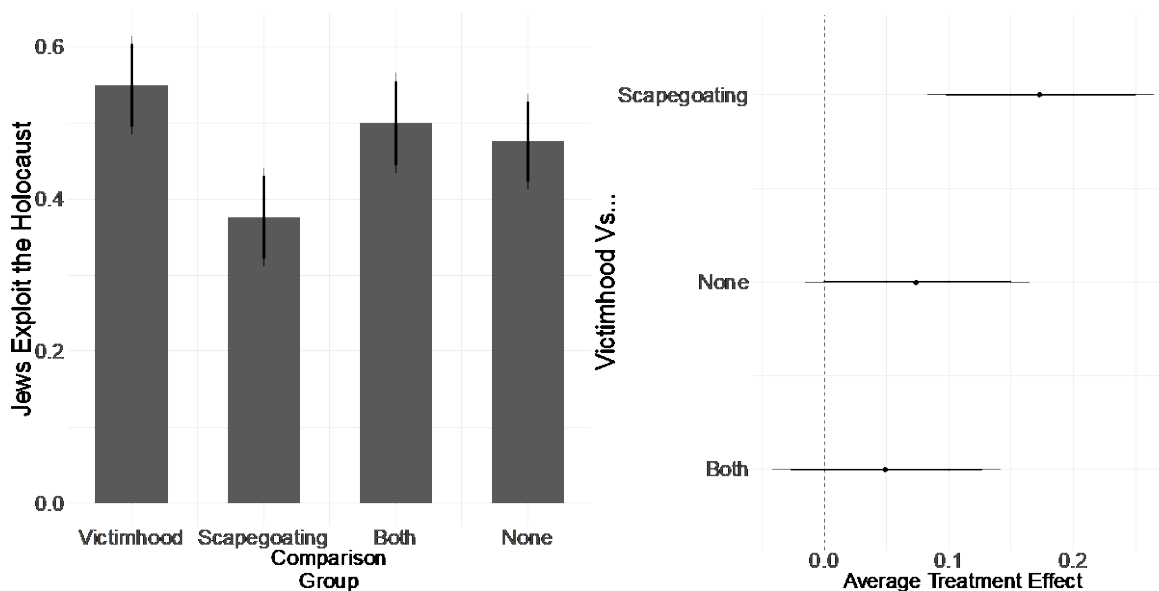 Jews Exploit the Holocaust
0.6
0.4
0.2
0.0
Victimhood Scapegoating Both None
Comparison
Group
Victimhood Vs...
Scapegoating
None
Both
0.0 0.1 0.2
Average Treatment Effect